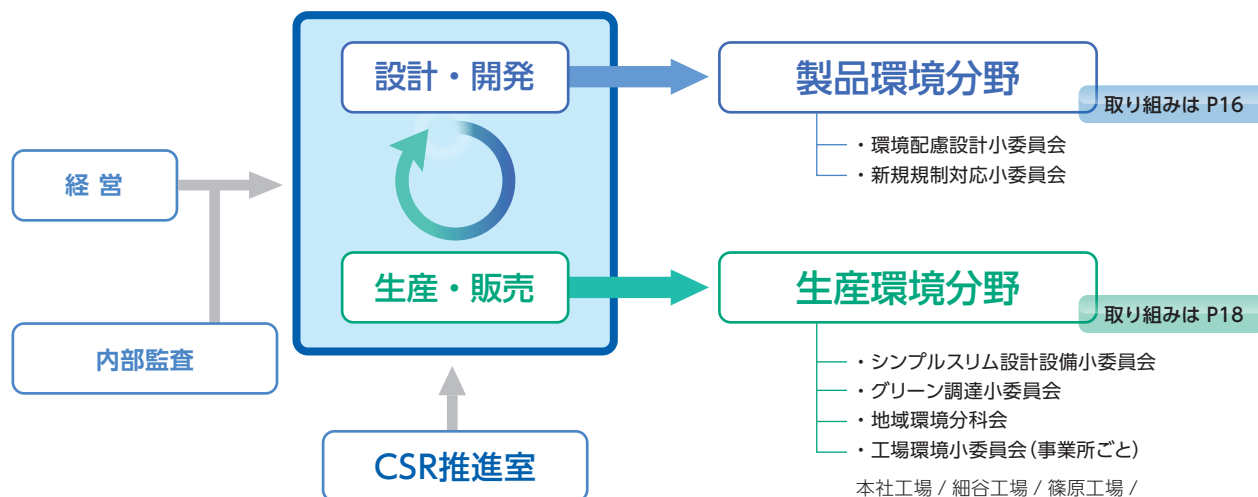 設計・開発
製品環境分野
取り組みは P16
・環境配慮設計小委員会
・新規規制対応小委員会
経 営
生産・販売
生産環境分野
取り組みは P18
内部監査
・シンプルスリム設計設備小委員会
・グリーン調達小委員会
・地域環境分科会
・工場環境小委員会(事業所ごと)
CSR推進室
本社工場 / 細谷工場 / 篠原工場 /